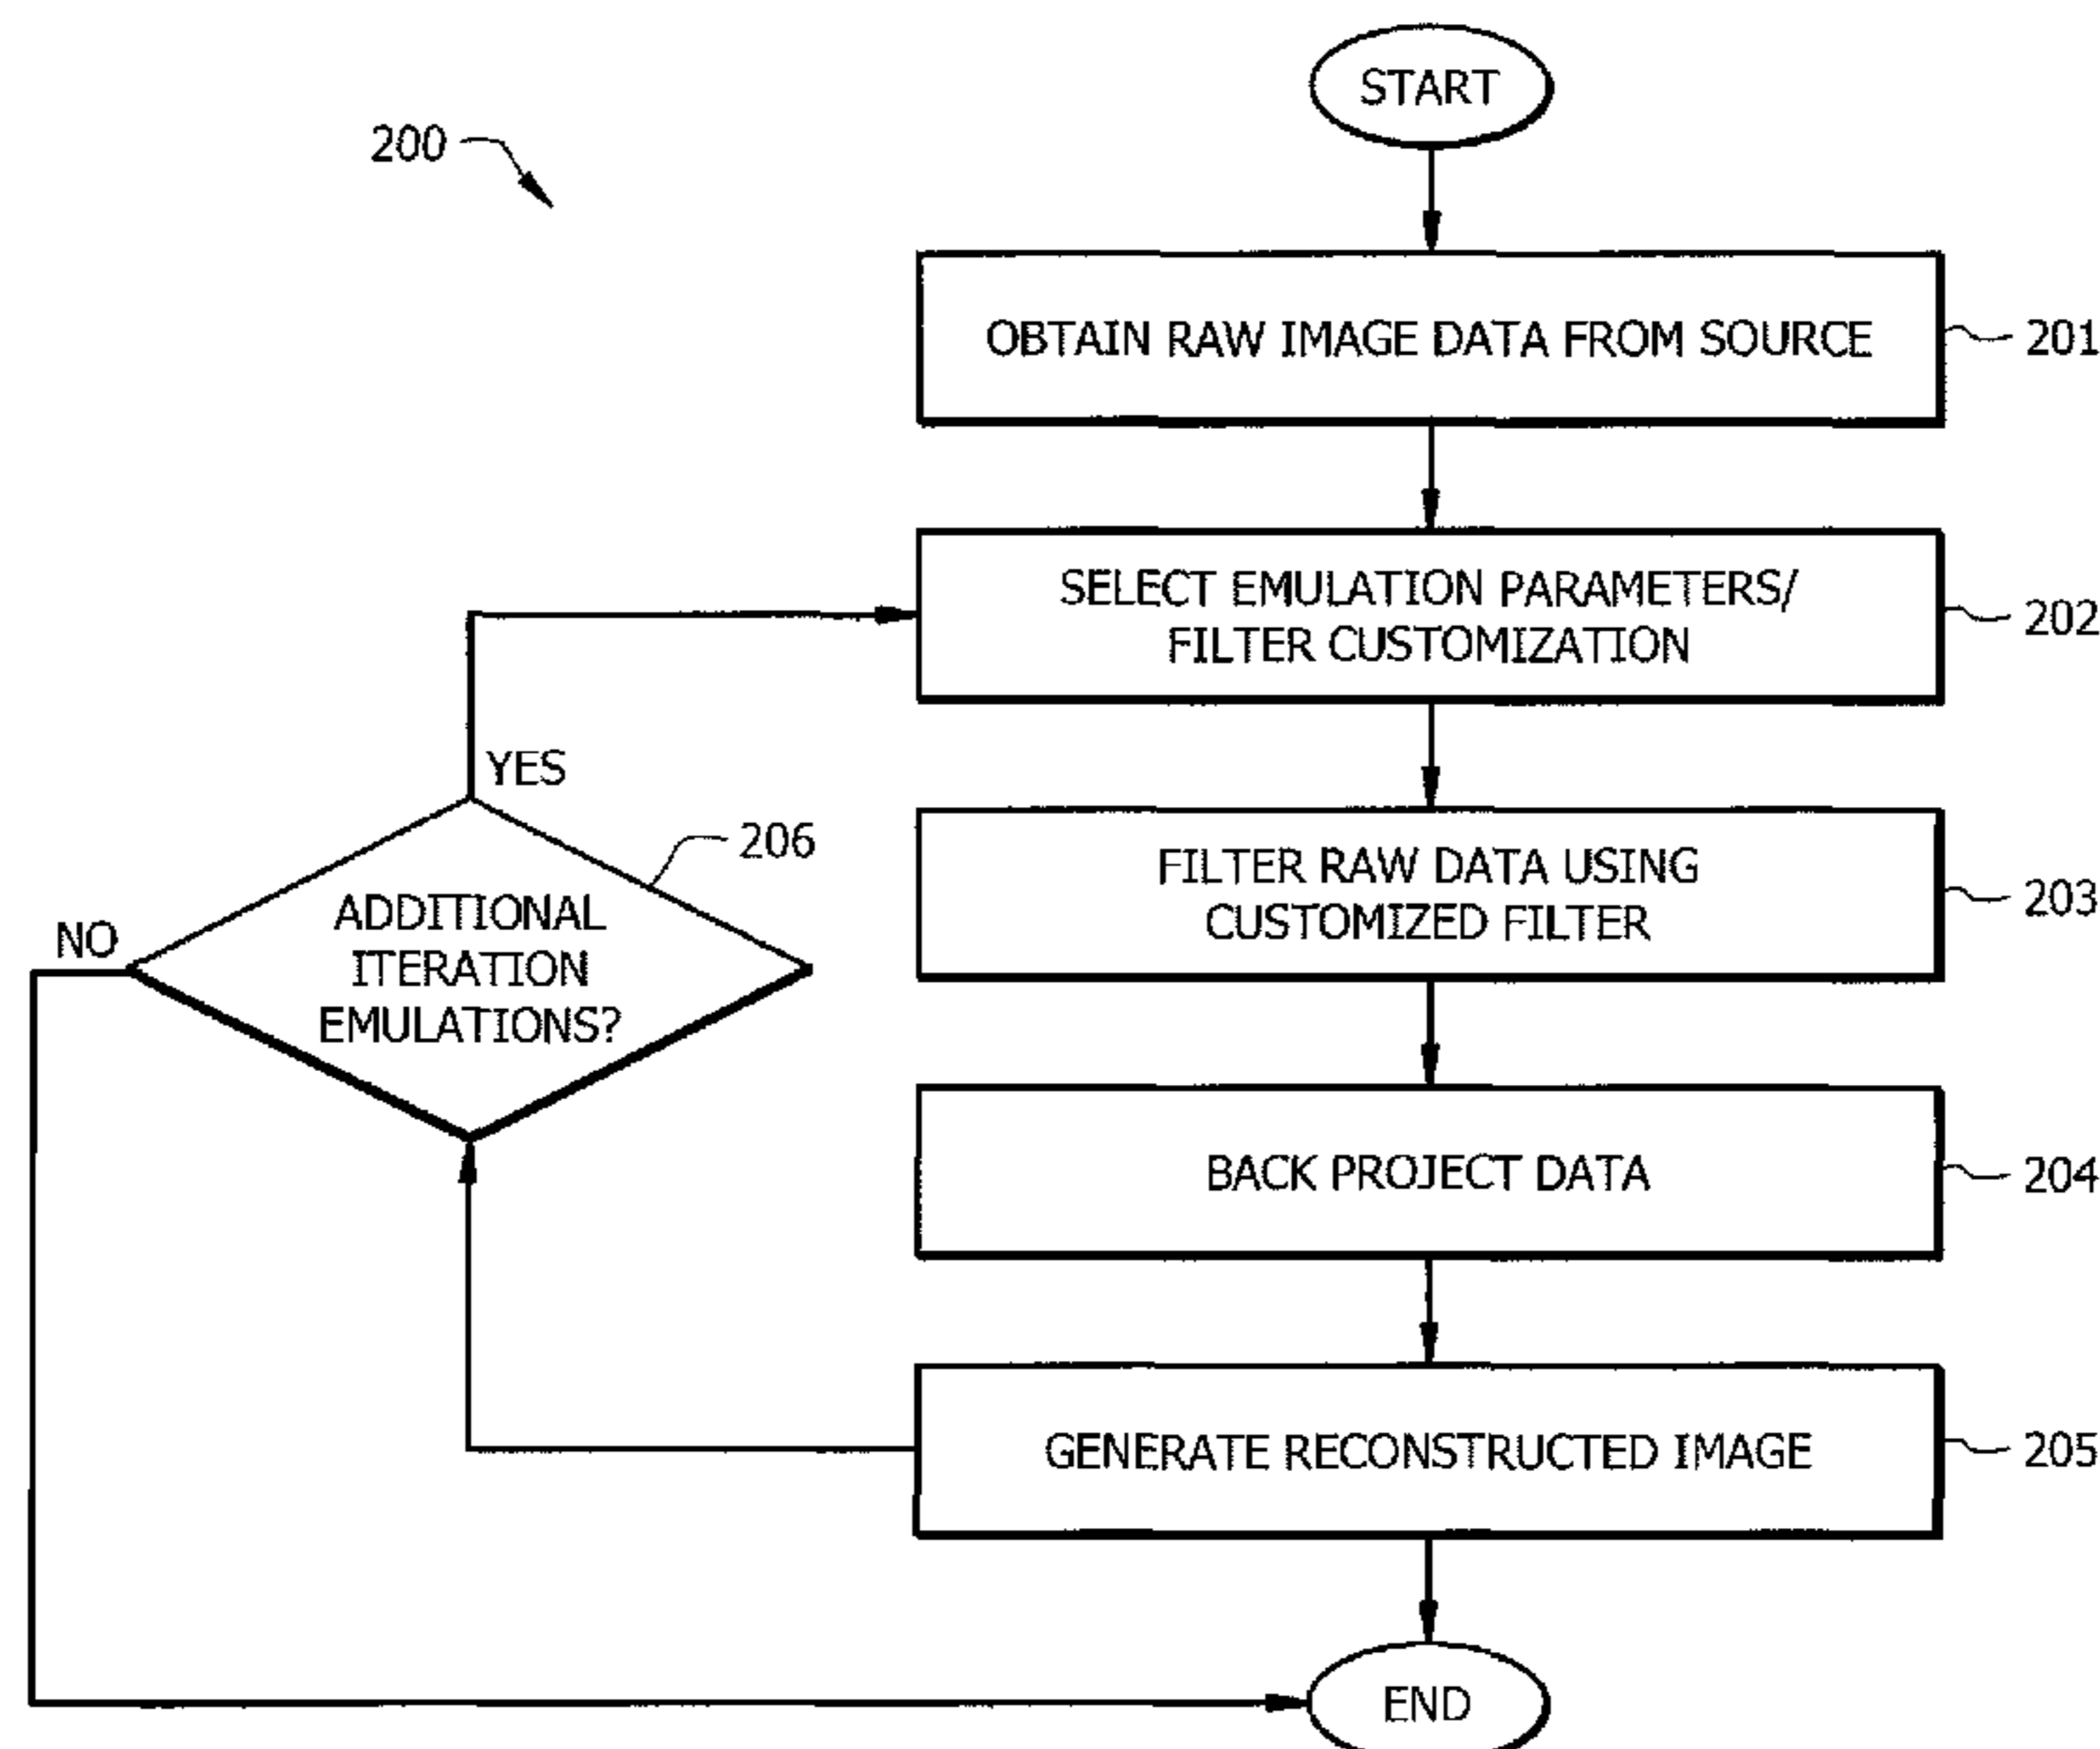 START
200
OBTAIN RAW IMAGE DATA FROM SOURCE
201
SELECT EMULATION PARAMETERS/
FILTER CUSTOMIZATION
202
YES
206
FILTER RAW DATA USING
CUSTOMIZED FILTER
203
NO
ADDITIONAL
ITERATION
EMULATIONS?
BACK PROJECT DATA
204
GENERATE RECONSTRUCTED IMAGE
205
END